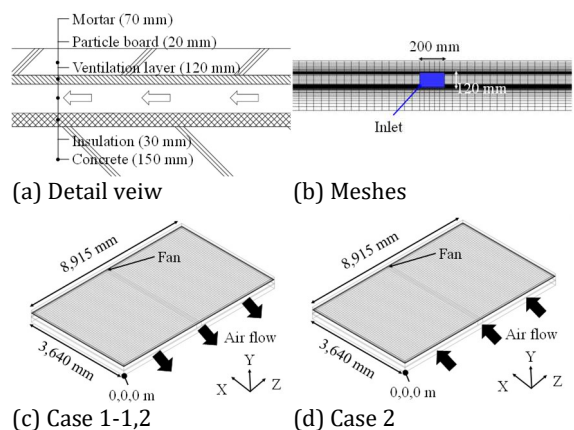 Mortar (70 mm)
Particle board (20 mm)
Ventilation layer (120 mm)
Insulation (30 mm)
Concrete (150 mm)
(a) Detail veiw
200 mm
120 mm
Inlet
(b) Meshes
8,915 mm
Fan
3,640 mm
Air flow
0,0,0 m
X
Y
Z
(c) Case 1-1,2
8,915 mm
Fan
3,640 mm
Air flow
0,0,0 m
X
Y
Z
(d) Case 2